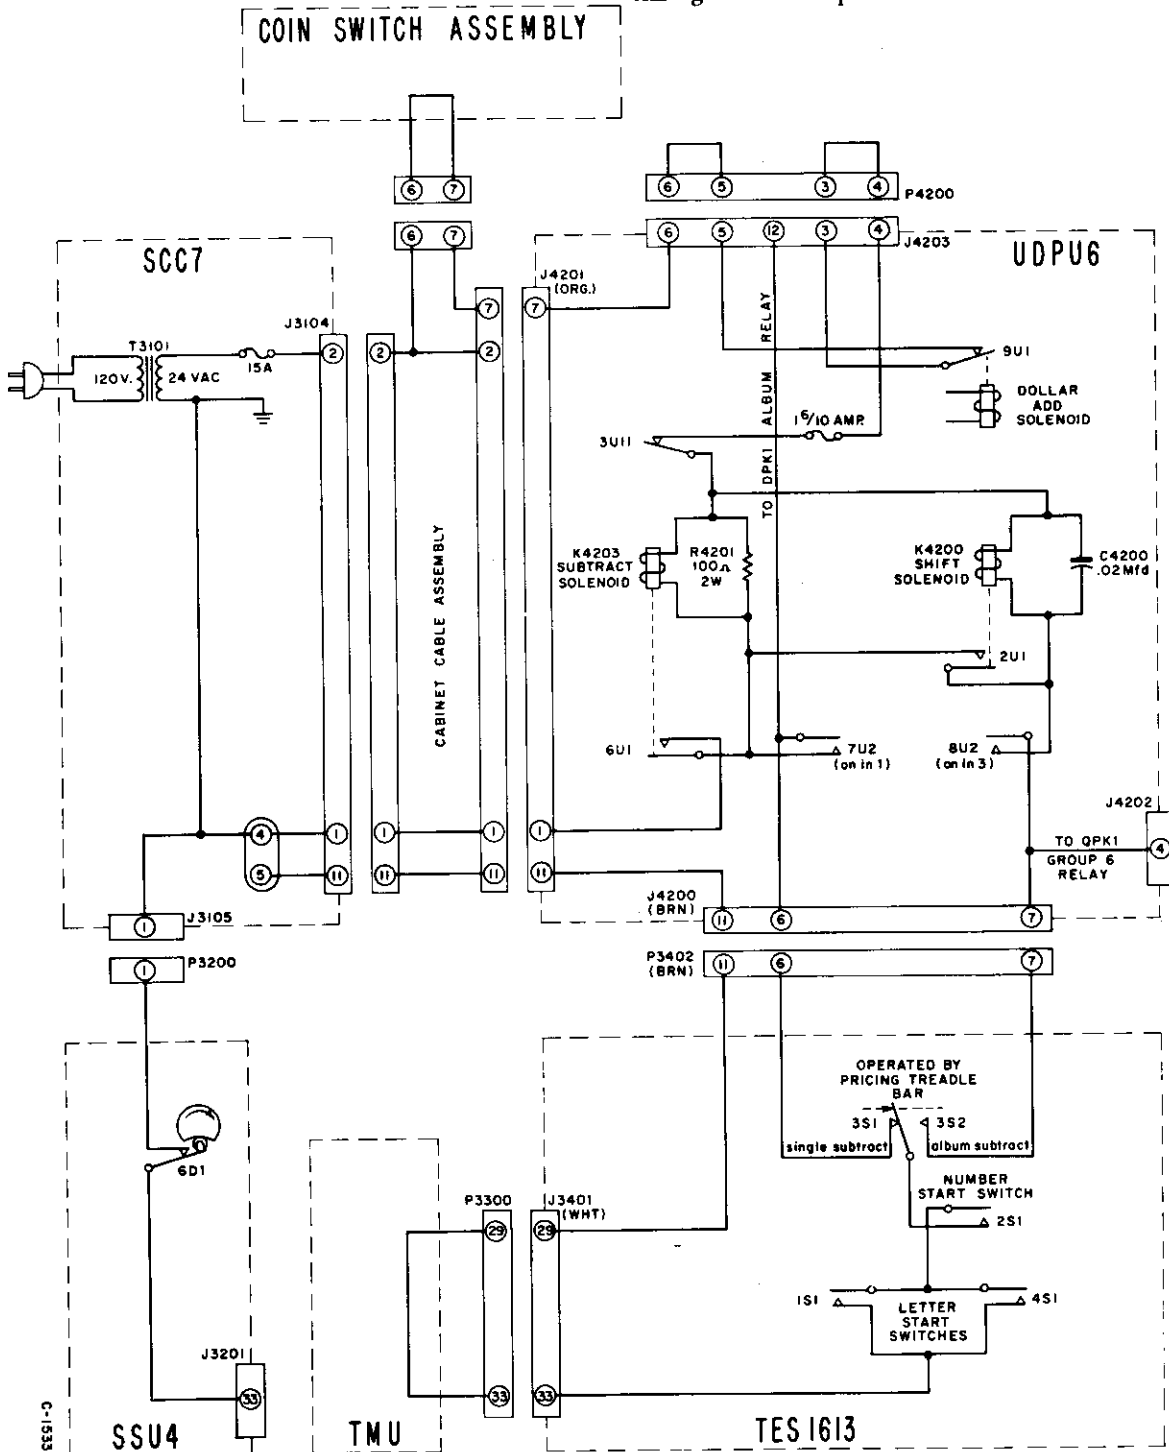 COIN SWITCH ASSEMBLY
6 7
6 5 3 4
P4200
6 7
6 5 12 3 4
J4203
SCC7
UDPU6
J4201
(ORG.)
7 7
J3104
T3101
120V. 24 VAC
15A
2 2 2
9U1
DOLLAR
ADD
SOLENOID
TO DPK1 ALBUM RELAY
1 6/10 AMP.
3U11
K4203
SUBTRACT
SOLENOID
R4201
100Ω
2W
K4200
SHIFT
SOLENOID
C4200
.02Mfd
CABINET CABLE ASSEMBLY
2U1
6U1
7U2
(on in 1)
8U2
(on in 3)
J4202
4 1 1 1 1
TO QPK1
GROUP 6
RELAY
4
5 11 11 11 11
J4200
(BRN)
11 6 7
J3105
1
P3200
1
P3402
(BRN)
11 6 7
OPERATED BY
PRICING TREADLE
BAR
3S1 3S2
single subtract album subtract
6D1
NUMBER
START SWITCH
2S1
P3300
J3401
(WHT)
29 29
1S1 4S1
LETTER
START
SWITCHES
J3201
33
33 33
C-1533
SSU4
TMU
TES1613